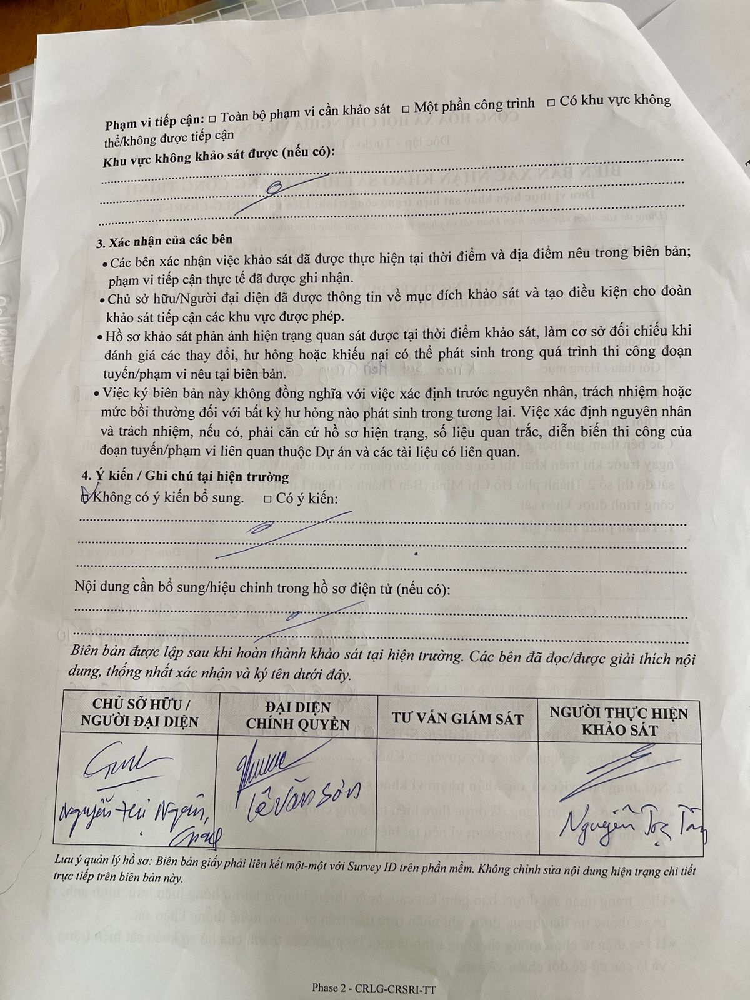 Phạm vi tiếp cận: □ Toàn bộ phạm vi cần khảo sát □ Một phần công trình □ Có khu vực không
thể/không được tiếp cận
Khu vực không khảo sát được (nếu có):
3. Xác nhận của các bên
• Các bên xác nhận việc khảo sát đã được thực hiện tại thời điểm và địa điểm nêu trong biên bản;
phạm vi tiếp cận thực tế đã được ghi nhận.
• Chủ sở hữu/Người đại diện đã được thông tin về mục đích khảo sát và tạo điều kiện cho đoàn
khảo sát tiếp cận các khu vực được phép.
• Hồ sơ khảo sát phản ánh hiện trạng quan sát được tại thời điểm khảo sát, làm cơ sở đối chiếu khi
đánh giá các thay đổi, hư hỏng hoặc khiếu nại có thể phát sinh trong quá trình thi công đoạn
tuyến/phạm vi nêu tại biên bản.
• Việc ký biên bản này không đồng nghĩa với việc xác định trước nguyên nhân, trách nhiệm hoặc
mức bồi thường đối với bất kỳ hư hỏng nào phát sinh trong tương lai. Việc xác định nguyên nhân
và trách nhiệm, nếu có, phải căn cứ hồ sơ hiện trạng, số liệu quan trắc, diễn biến thi công của
đoạn tuyến/phạm vi liên quan thuộc Dự án và các tài liệu có liên quan.
4. Ý kiến / Ghi chú tại hiện trường
☑ Không có ý kiến bổ sung. □ Có ý kiến:
Nội dung cần bổ sung/hiệu chỉnh trong hồ sơ điện tử (nếu có):
Biên bản được lập sau khi hoàn thành khảo sát tại hiện trường. Các bên đã đọc/được giải thích nội
dung, thống nhất xác nhận và ký tên dưới đây.
CHỦ SỞ HỮU /
NGƯỜI ĐẠI DIỆN
ĐẠI DIỆN
CHÍNH QUYỀN
TƯ VẤN GIÁM SÁT
NGƯỜI THỰC HIỆN
KHẢO SÁT
Nguyễn Thị Ngân,
Lê Văn Sơn
Nguyễn Tân
Lưu ý quản lý hồ sơ: Biên bản giấy phải liên kết một-một với Survey ID trên phần mềm. Không chỉnh sửa nội dung hiện trạng chi tiết
trực tiếp trên biên bản này.
Phase 2 - CRLG-CRSRI-TT